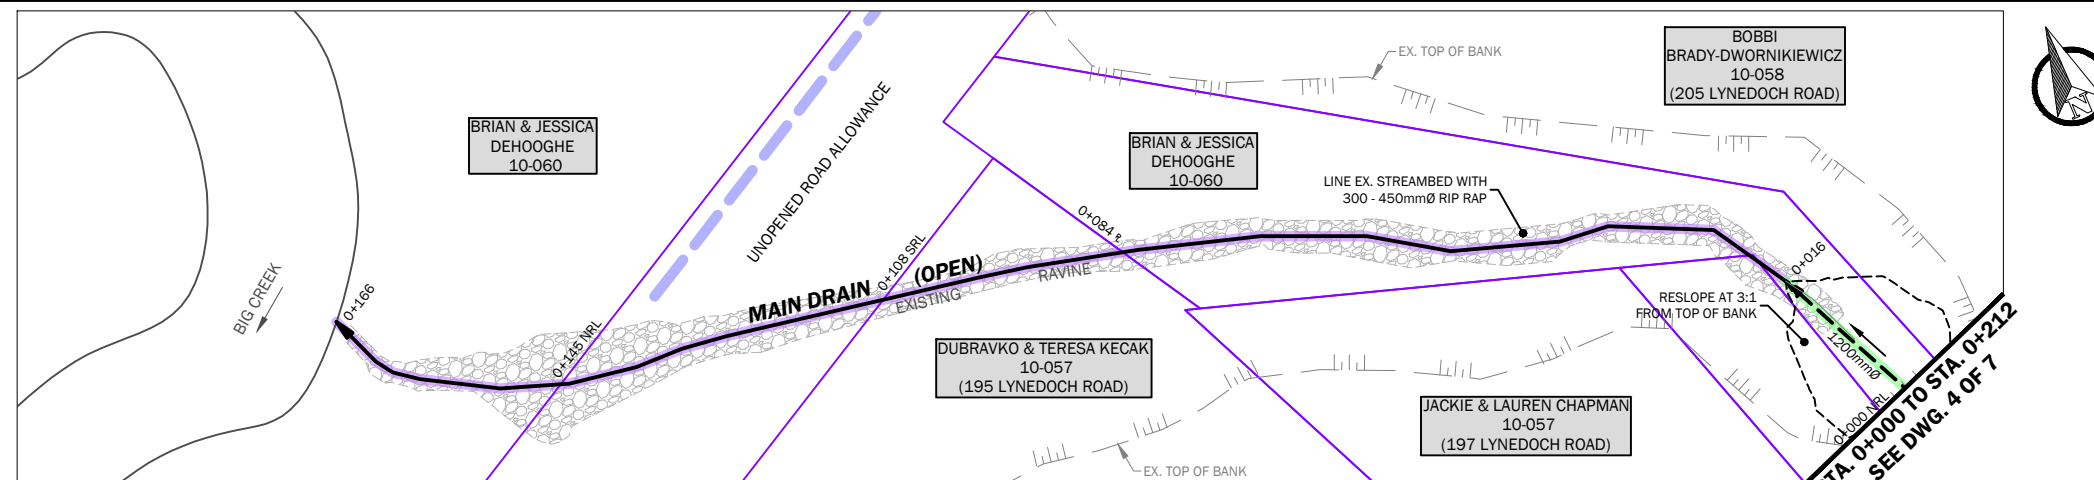 BRIAN & JESSICA
DEHOOGHE
10-060
UNOPENED ROAD ALLOWANCE
EX. TOP OF BANK
BOBBI
BRADY-DWORNIKIEWICZ
10-058
(205 LYNEDOCH ROAD)
N
BRIAN & JESSICA
DEHOOGHE
10-060
LINE EX. STREAMBED WITH
300 - 450mmØ RIP RAP
BIG CREEK
0+166
0+145 NRL
MAIN DRAIN (OPEN)
0+108 SRL
EXISTING
RAVINE
0+084 ⅊
0+016
RESLOPE AT 3:1
FROM TOP OF BANK
1200mmØ
0+000 NRL
DUBRAVKO & TERESA KECAK
10-057
(195 LYNEDOCH ROAD)
JACKIE & LAUREN CHAPMAN
10-057
(197 LYNEDOCH ROAD)
EX. TOP OF BANK
STA. 0+000 TO STA. 0+212
SEE DWG. 4 OF 7